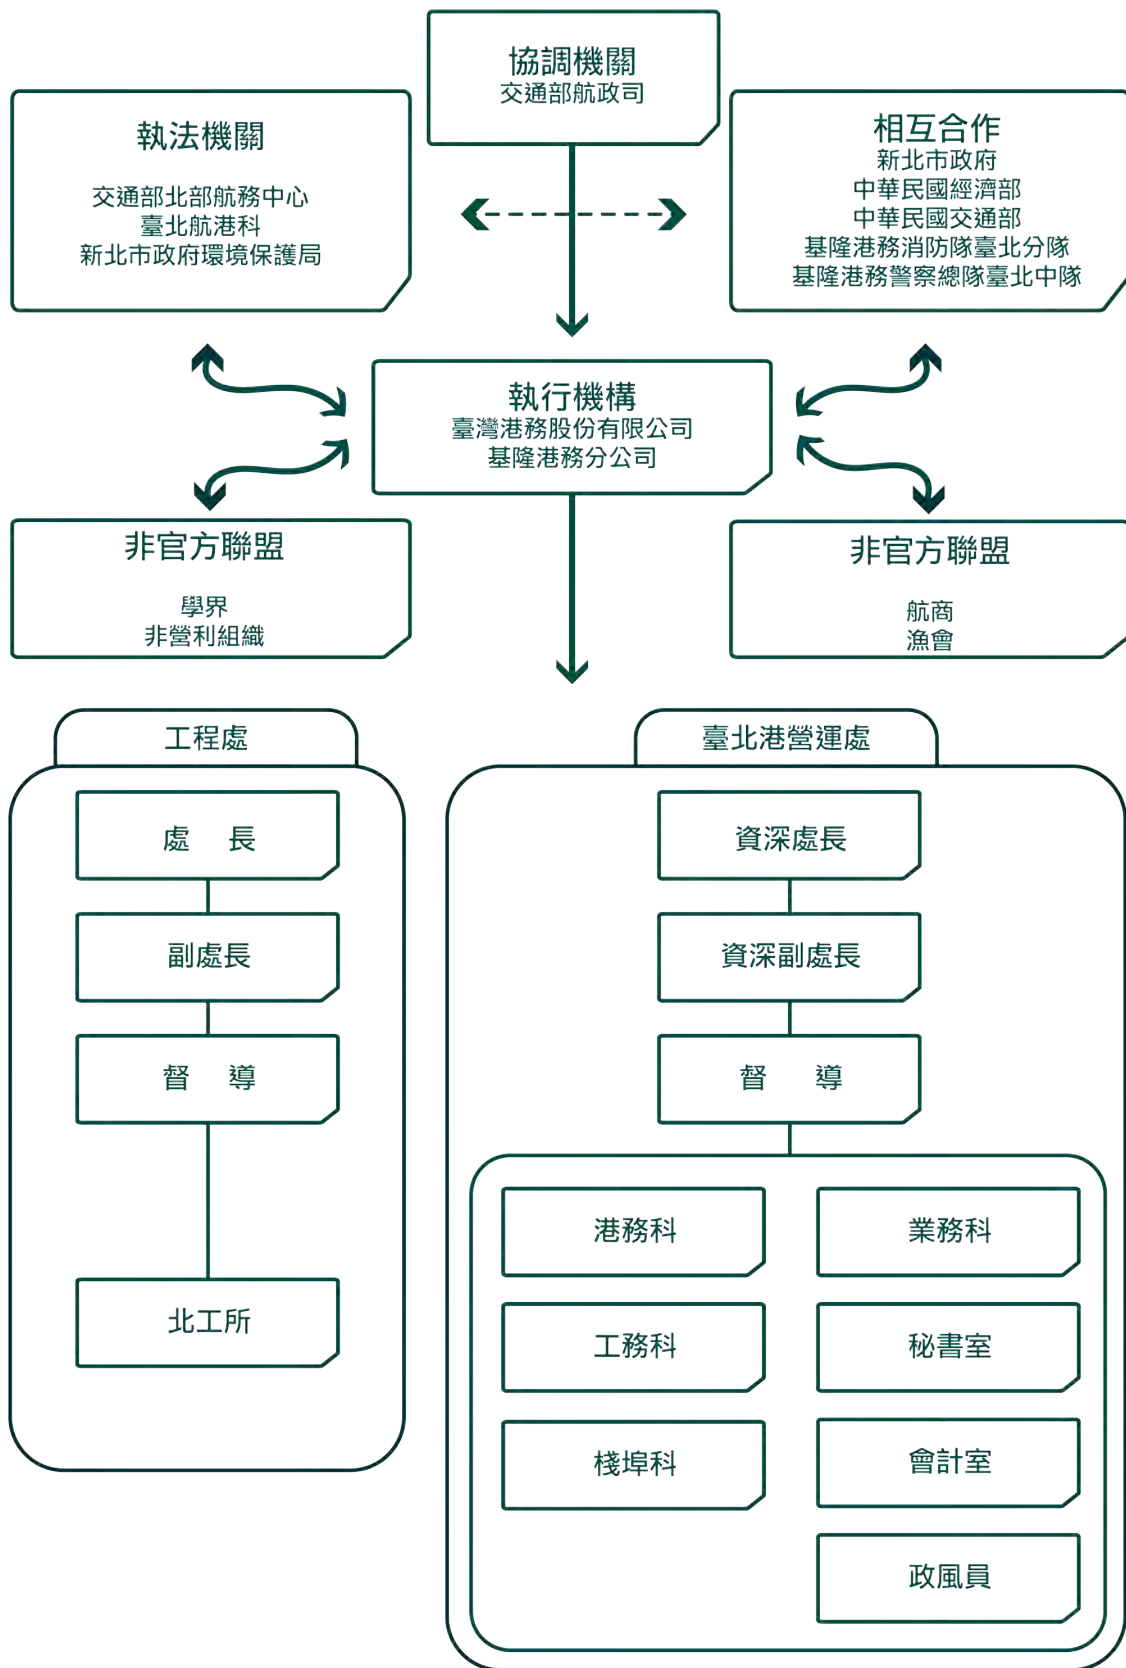 協調機關
交通部航政司
執法機關
交通部北部航務中心
臺北航港科
新北市政府環境保護局
相互合作
新北市政府
中華民國經濟部
中華民國交通部
基隆港務消防隊臺北分隊
基隆港務警察總隊臺北中隊
執行機構
臺灣港務股份有限公司
基隆港務分公司
非官方聯盟
學界
非營利組織
非官方聯盟
航商
漁會
工程處
處 長
副處長
督 導
北工所
臺北港營運處
資深處長
資深副處長
督 導
港務科
業務科
工務科
秘書室
棧埠科
會計室
政風員